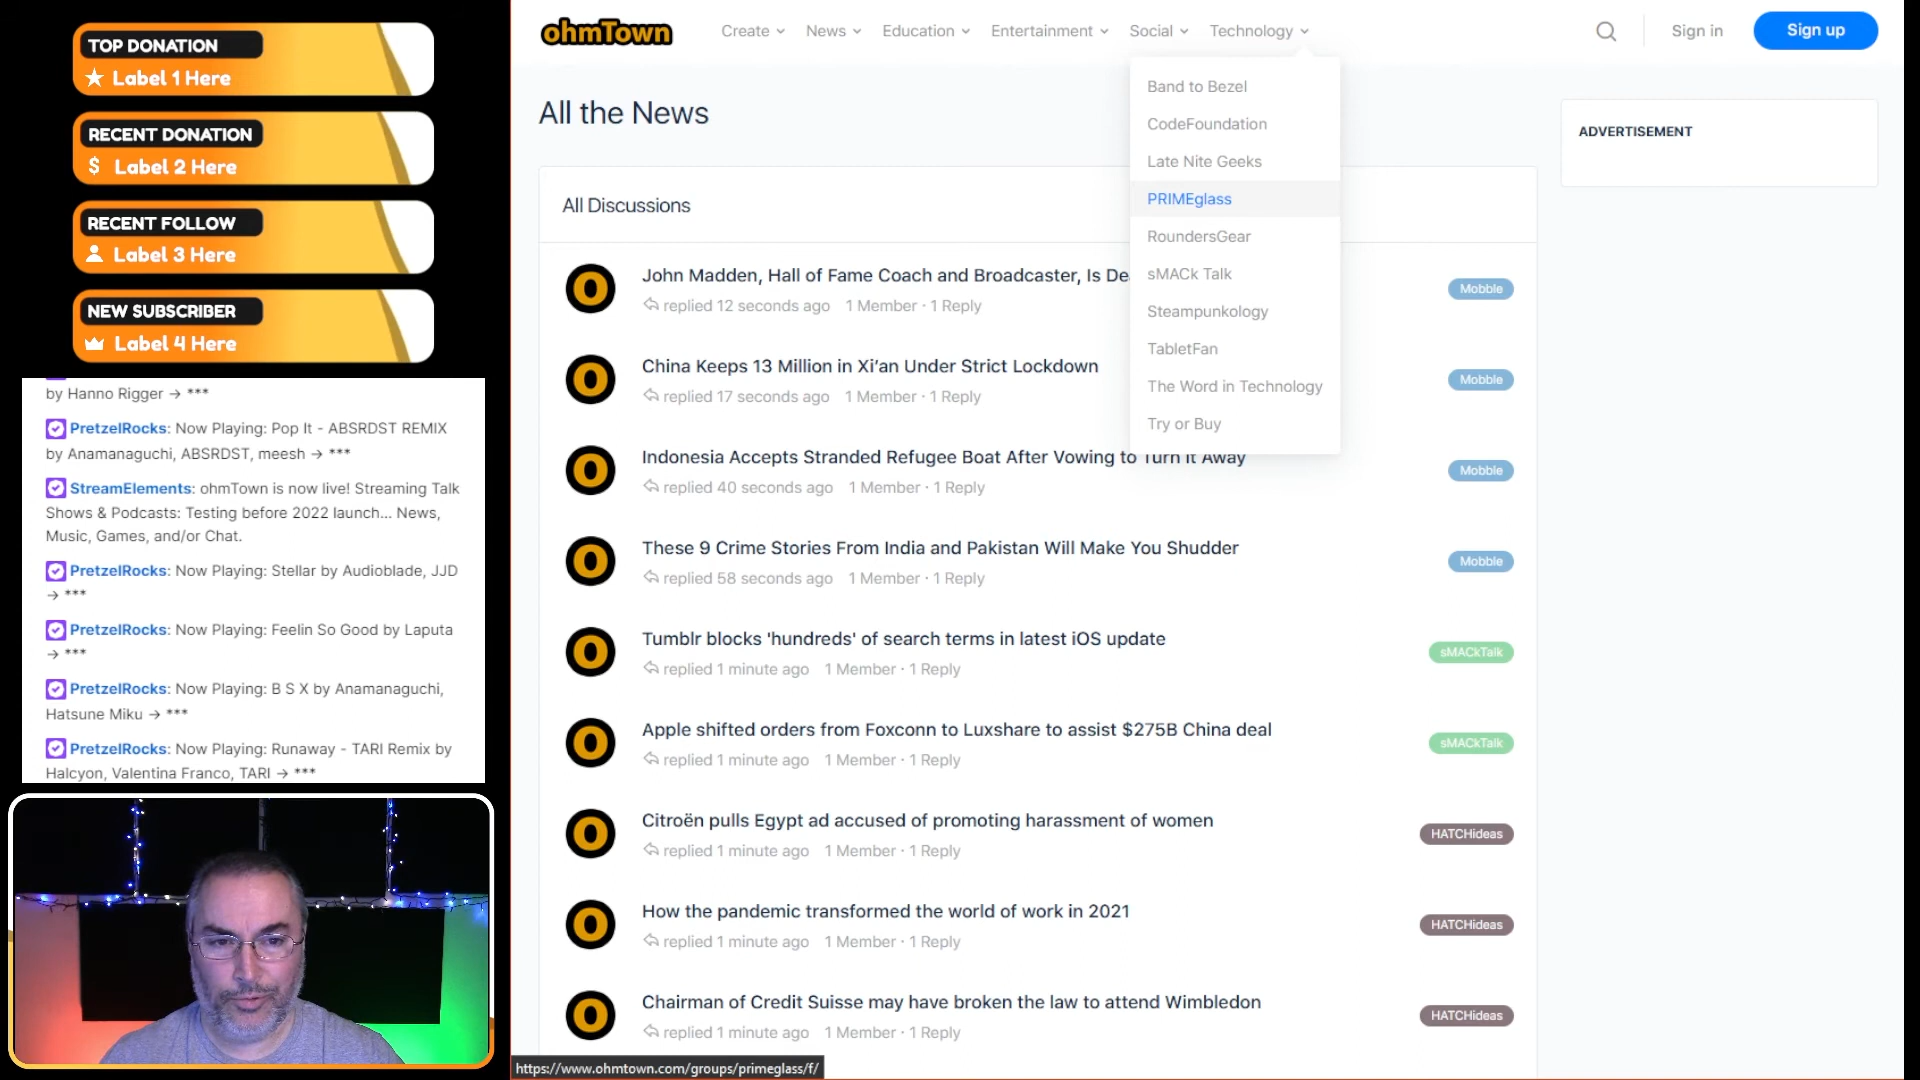 TOP DONATION
Label 1 Here
RECENT DONATION
$ Label 2 Here
RECENT FOLLOW
Label 3 Here
NEW SUBSCRIBER
Label 4 Here
by Hanno Rigger → ***
PretzelRocks: Now Playing: Pop It - ABSRDST REMIX
by Anamanaguchi, ABSRDST, meesh → ***
StreamElements: ohmTown is now live! Streaming Talk
Shows & Podcasts: Testing before 2022 launch... News,
Music, Games, and/or Chat.
PretzelRocks: Now Playing: Stellar by Audioblade, JJD
→ ***
PretzelRocks: Now Playing: Feelin So Good by Laputa
→ ***
PretzelRocks: Now Playing: B S X by Anamanaguchi,
Hatsune Miku → ***
PretzelRocks: Now Playing: Runaway - TARI Remix by
Halcyon, Valentina Franco, TARI → ***
ohmTown Create News Education Entertainment Social Technology Sign in Sign up
Band to Bezel
CodeFoundation
Late Nite Geeks
PRIMEglass
RoundersGear
sMACk Talk
Steampunkology
TabletFan
The Word in Technology
Try or Buy
All the News
ADVERTISEMENT
All Discussions
O John Madden, Hall of Fame Coach and Broadcaster, Is De
replied 12 seconds ago 1 Member · 1 Reply
Mobble
O China Keeps 13 Million in Xi’an Under Strict Lockdown
replied 17 seconds ago 1 Member · 1 Reply
Mobble
O Indonesia Accepts Stranded Refugee Boat After Vowing to Turn it Away
replied 40 seconds ago 1 Member · 1 Reply
Mobble
O These 9 Crime Stories From India and Pakistan Will Make You Shudder
replied 58 seconds ago 1 Member · 1 Reply
Mobble
O Tumblr blocks 'hundreds' of search terms in latest iOS update
replied 1 minute ago 1 Member · 1 Reply
sMACkTalk
O Apple shifted orders from Foxconn to Luxshare to assist $275B China deal
replied 1 minute ago 1 Member · 1 Reply
sMACkTalk
O Citroën pulls Egypt ad accused of promoting harassment of women
replied 1 minute ago 1 Member · 1 Reply
HATCHideas
O How the pandemic transformed the world of work in 2021
replied 1 minute ago 1 Member · 1 Reply
HATCHideas
O Chairman of Credit Suisse may have broken the law to attend Wimbledon
replied 1 minute ago 1 Member · 1 Reply
HATCHideas
https://www.ohmtown.com/groups/primeglass/f/